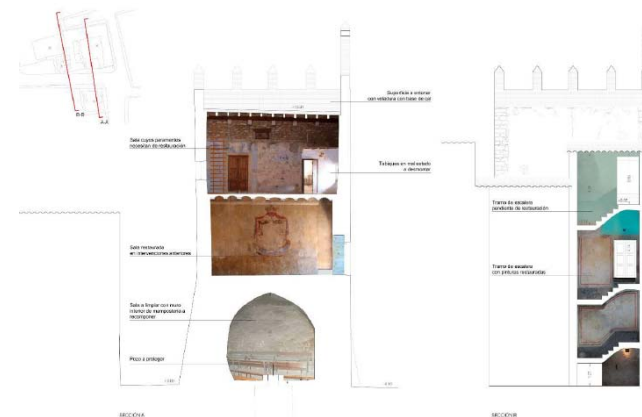 B-B
A-A
Superficie a entonar
con veladura con base de cal
Sala cuyos paramentos
necesitan de restauración
Tabiques en mal estado
a desmontar
Sala restaurada
en intervenciones anteriores
Sala a limpiar con muro
interior de mampostería a
recomponer
Pozo a proteger
Tramo de escalera
pendiente de restauración
Tramo de escalera
con pinturas restauradas
SECCIÓN A
SECCIÓN B